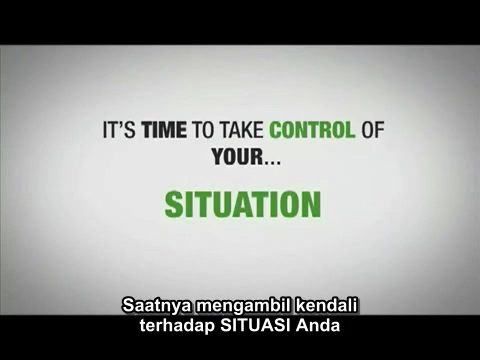 IT'S TIME TO TAKE CONTROL OF
YOUR...
SITUATION
Saatnya mengambil kendali
terhadap SITUASI Anda